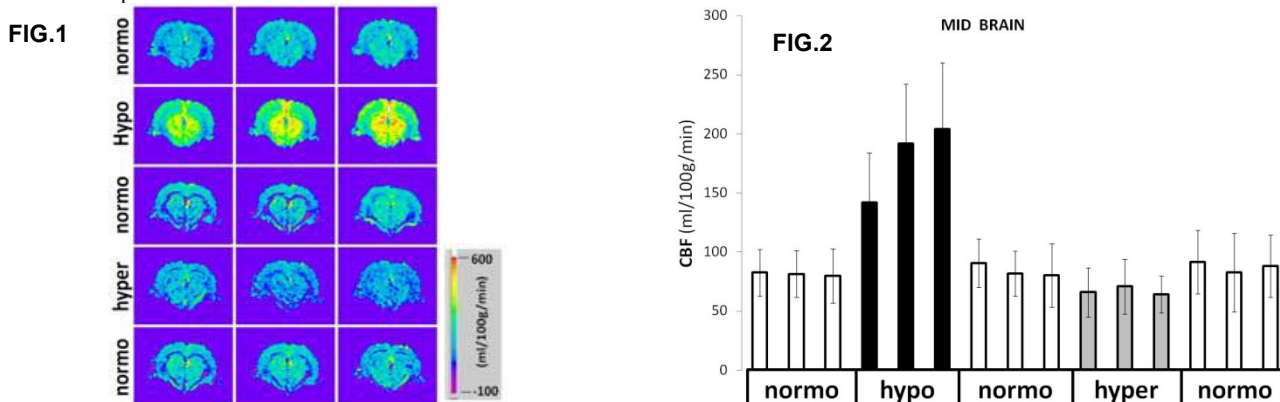 FIG.1
normo
Hypo
normo
hyper
normo
600
(ml/100g/min)
-100
FIG.2
MID BRAIN
CBF (ml/100g/min)
300
250
200
150
100
50
0
normo hypo normo hyper normo